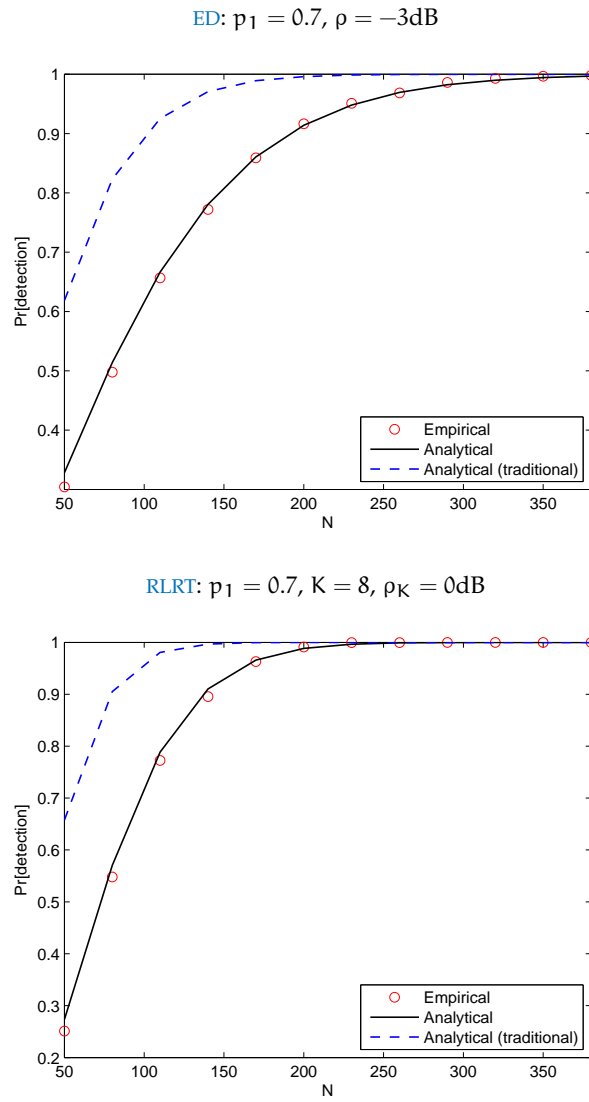 ED: p₁ = 0.7, ρ = −3dB
1
0.9
0.8
0.7
0.6
0.5
0.4
Pr[detection]
Empirical
Analytical
Analytical (traditional)
50 100 150 200 250 300 350
N
RLRT: p₁ = 0.7, K = 8, ρ_K = 0dB
1
0.9
0.8
0.7
0.6
0.5
0.4
0.3
0.2
Pr[detection]
Empirical
Analytical
Analytical (traditional)
50 100 150 200 250 300 350
N